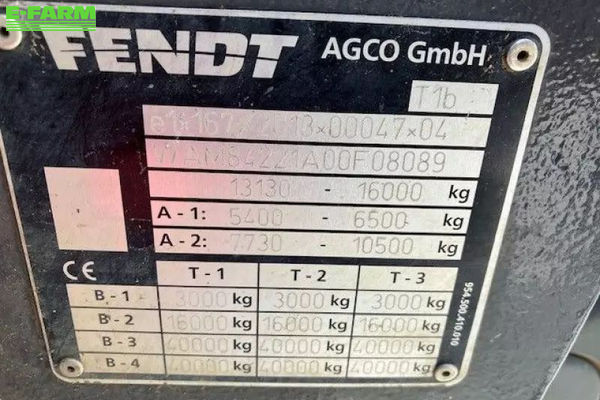 E-FARM
FENDT AGCO GmbH
T1b
e1*167/2013*00047*04
WAM64221A00F08089
13130 - 16000 kg
A - 1: 5400 - 6500 kg
A - 2: 7730 - 10500 kg
CE T - 1 T - 2 T - 3
B - 1 3000 kg 3000 kg 3000 kg
B - 2 16000 kg 16000 kg 16000 kg
B - 3 40000 kg 40000 kg 40000 kg
B - 4 40000 kg 40000 kg 40000 kg
954.500.410.010